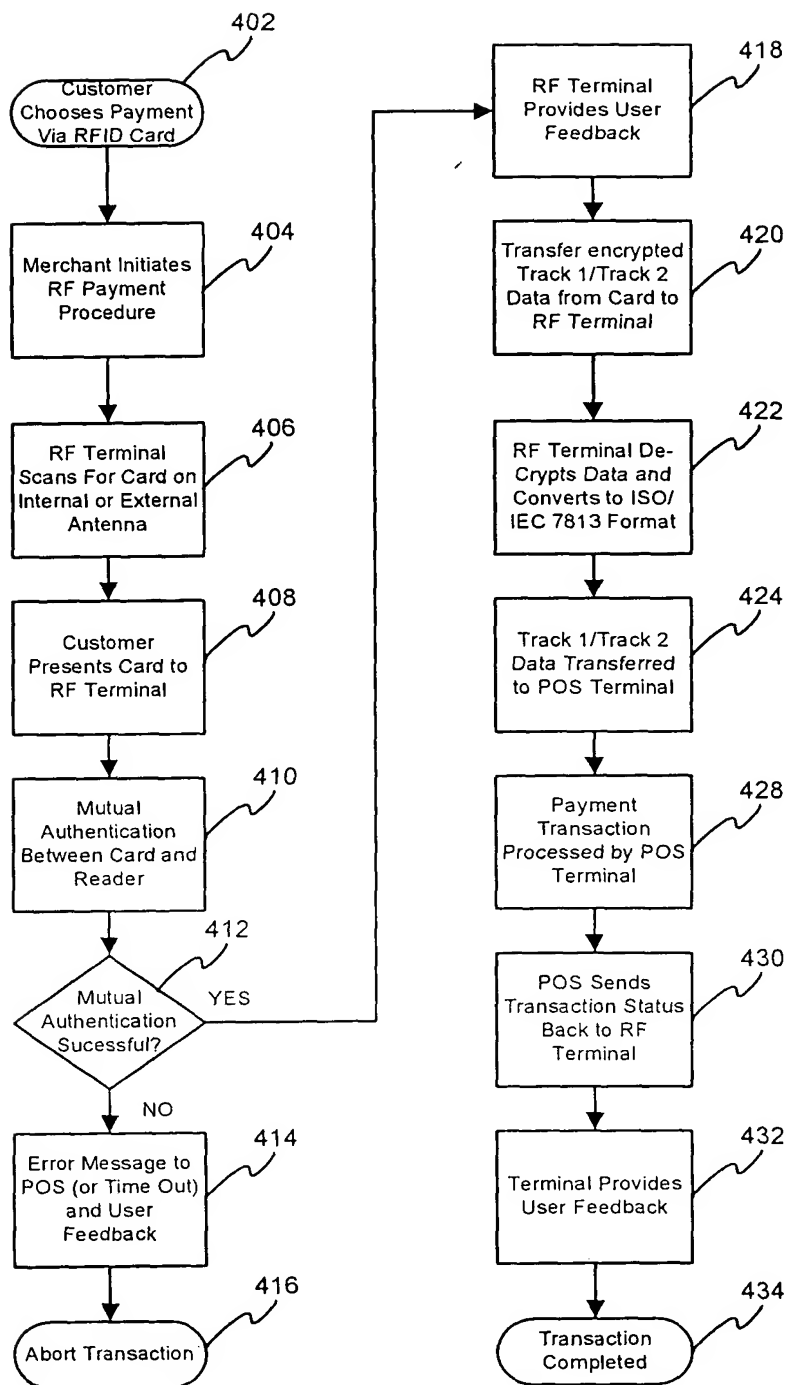 402
Customer
Chooses Payment
Via RFID Card
404
Merchant Initiates
RF Payment
Procedure
406
RF Terminal
Scans For Card on
Internal or External
Antenna
408
Customer
Presents Card to
RF Terminal
410
Mutual
Authentication
Between Card and
Reader
412
Mutual
Authentication
Sucessful?
YES
NO
414
Error Message to
POS (or Time Out)
and User
Feedback
416
Abort Transaction
418
RF Terminal
Provides User
Feedback
420
Transfer encrypted
Track 1/Track 2
Data from Card to
RF Terminal
422
RF Terminal De-
Crypts Data and
Converts to ISO/
IEC 7813 Format
424
Track 1/Track 2
Data Transferred
to POS Terminal
428
Payment
Transaction
Processed by POS
Terminal
430
POS Sends
Transaction Status
Back to RF
Terminal
432
Terminal Provides
User Feedback
434
Transaction
Completed